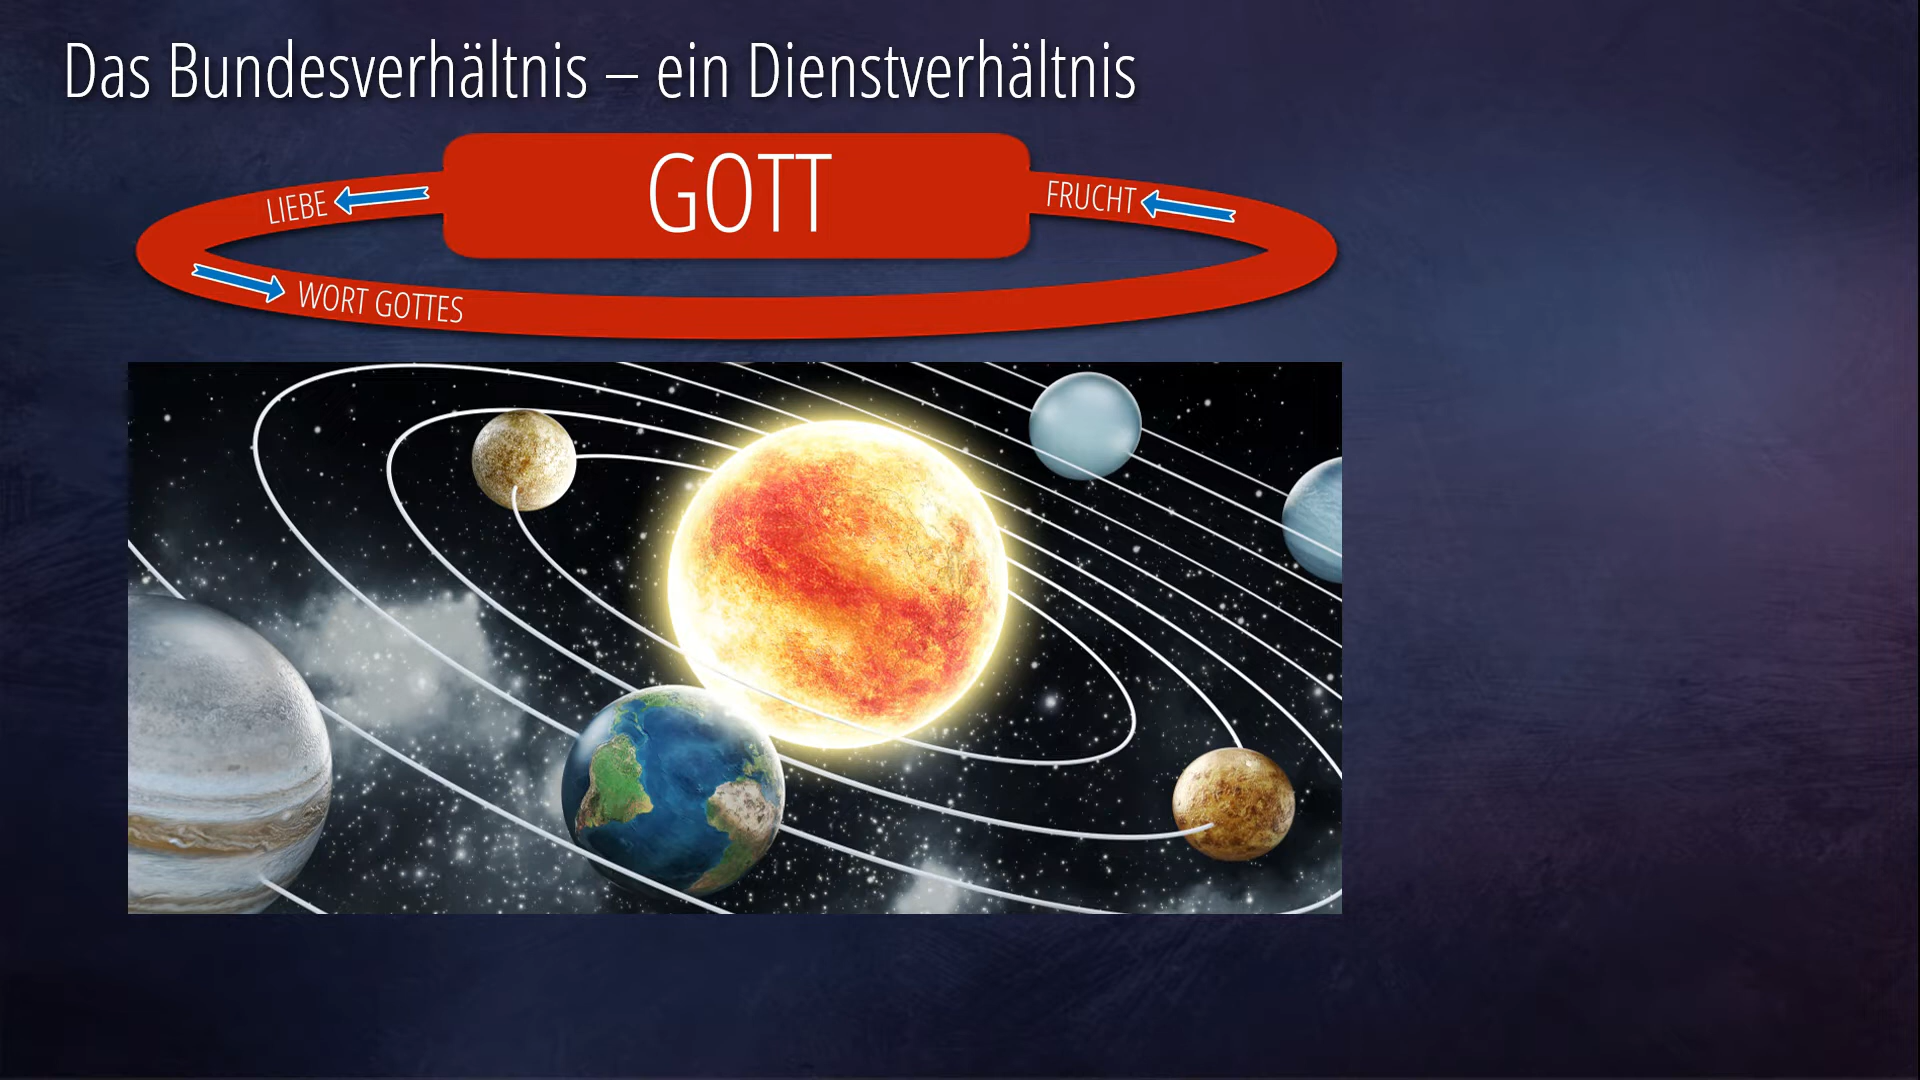 Das Bundesverhältnis – ein Dienstverhältnis
GOTT
LIEBE
FRUCHT
WORT GOTTES